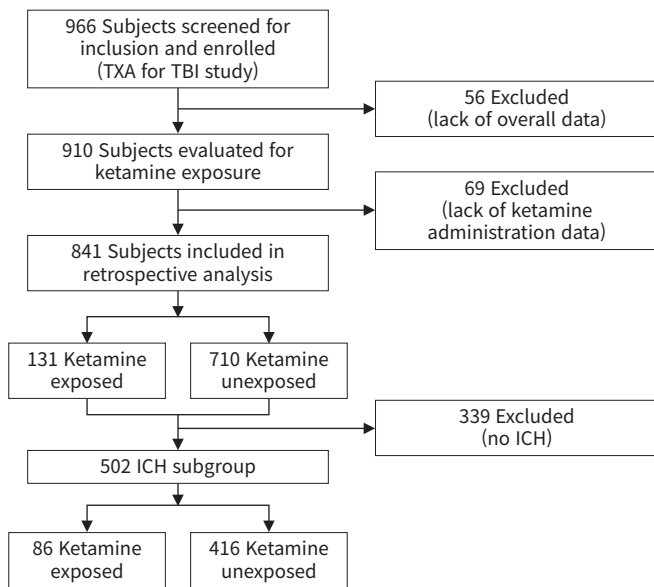 966 Subjects screened for
inclusion and enrolled
(TXA for TBI study)
56 Excluded
(lack of overall data)
910 Subjects evaluated for
ketamine exposure
69 Excluded
(lack of ketamine
administration data)
841 Subjects included in
retrospective analysis
131 Ketamine
exposed
710 Ketamine
unexposed
339 Excluded
(no ICH)
502 ICH subgroup
86 Ketamine
exposed
416 Ketamine
unexposed